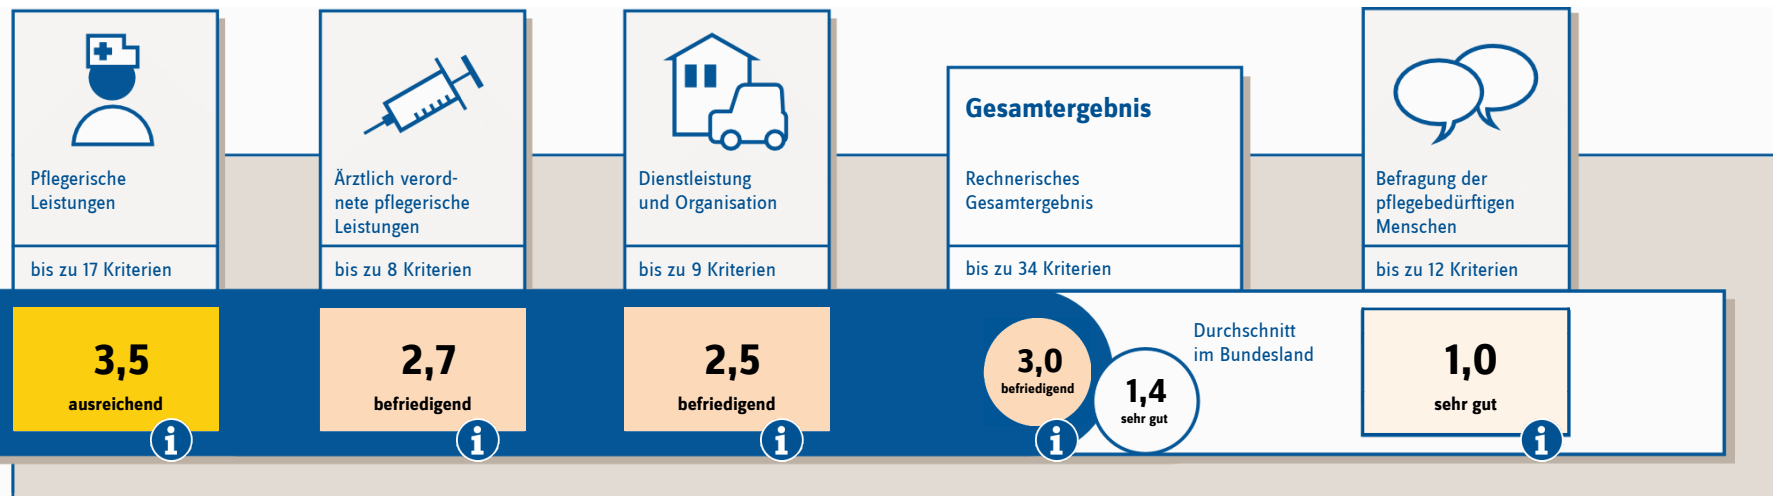 Pflegerische
Leistungen
bis zu 17 Kriterien
3,5
ausreichend
i
Ärztlich verord-
nete pflegerische
Leistungen
bis zu 8 Kriterien
2,7
befriedigend
i
Dienstleistung
und Organisation
bis zu 9 Kriterien
2,5
befriedigend
i
Gesamtergebnis
Rechnerisches
Gesamtergebnis
bis zu 34 Kriterien
3,0
befriedigend
i
Durchschnitt
im Bundesland
1,4
sehr gut
Befragung der
pflegebedürftigen
Menschen
bis zu 12 Kriterien
1,0
sehr gut
i